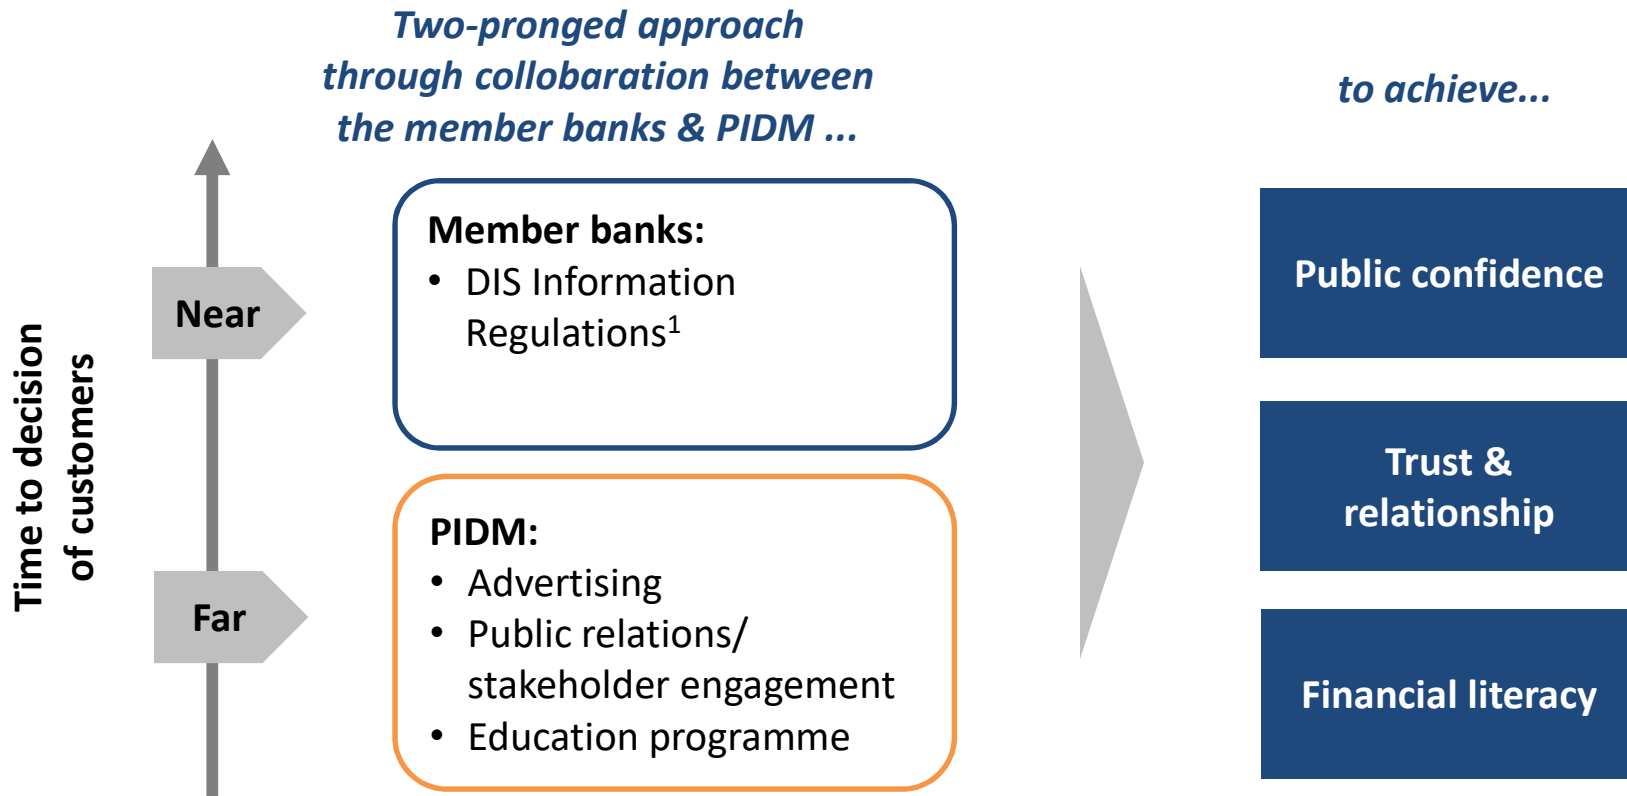 Two-pronged approach
through collobaration between
the member banks & PIDM ...
to achieve...
Time to decision
of customers
Near
Member banks:
• DIS Information
Regulations¹
Far
PIDM:
• Advertising
• Public relations/
stakeholder engagement
• Education programme
Public confidence
Trust &
relationship
Financial literacy